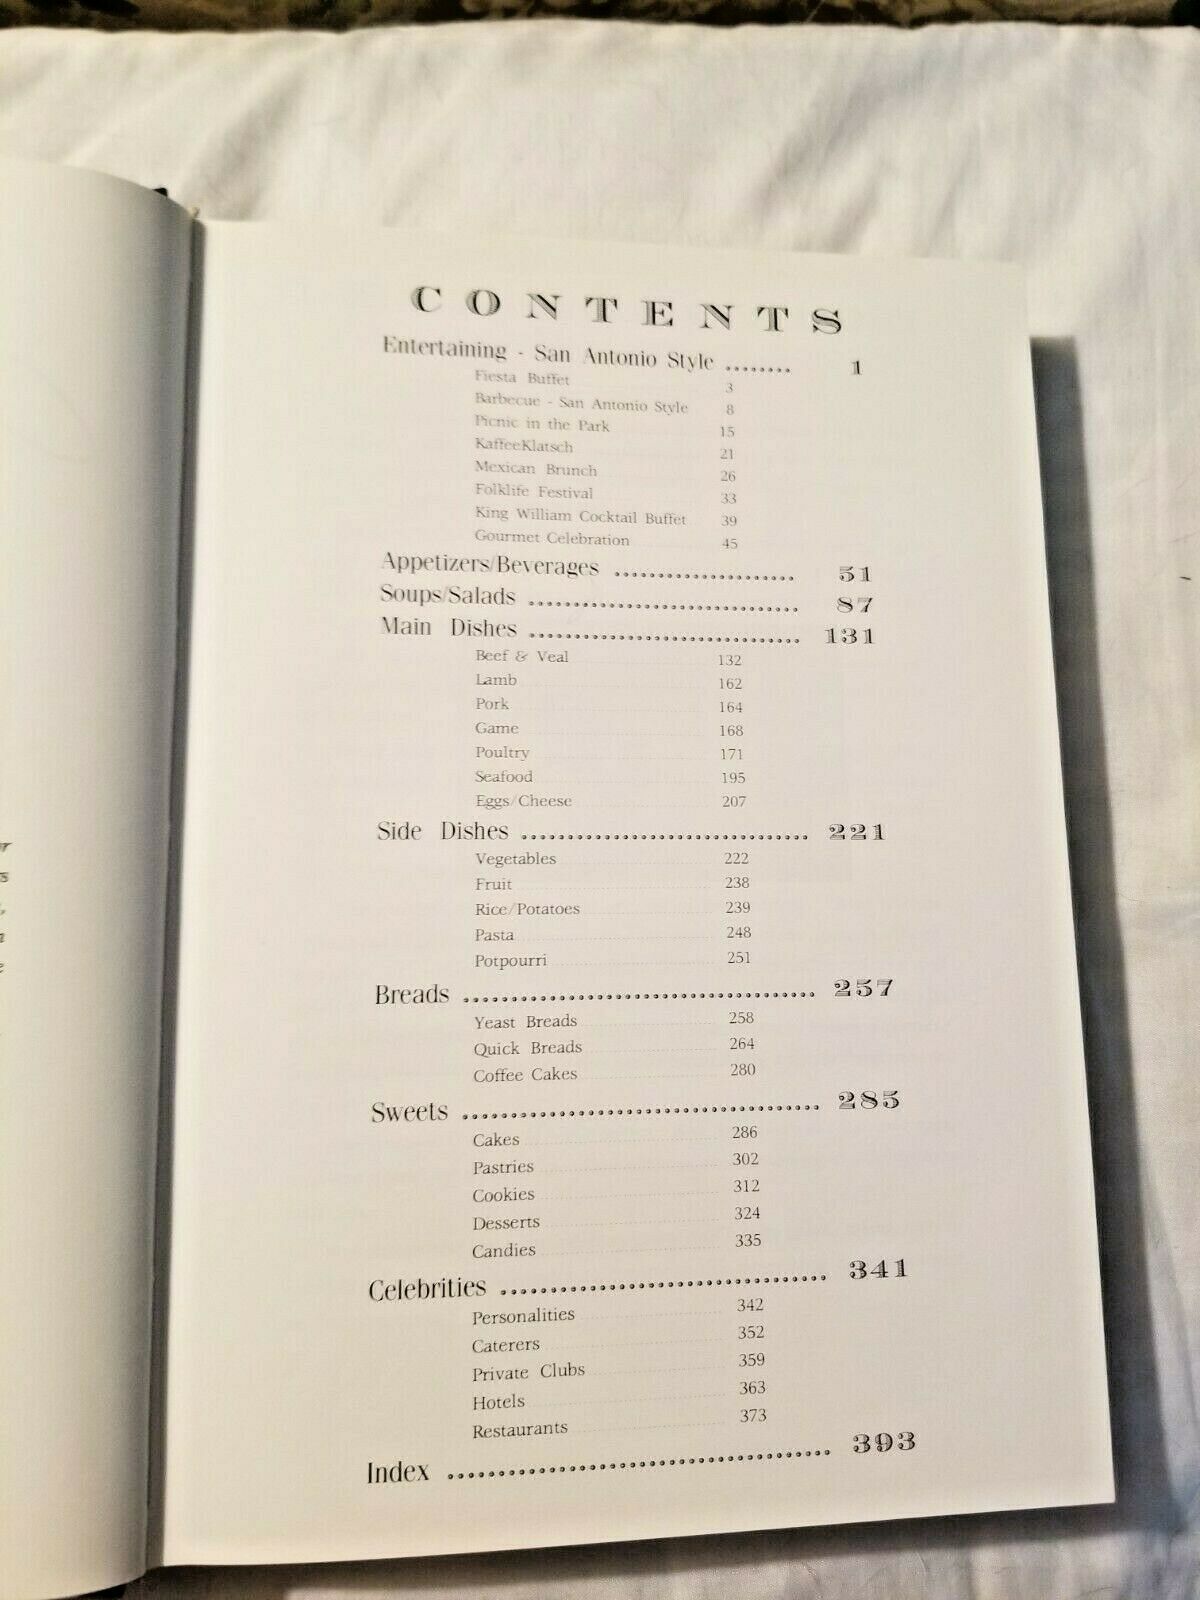 CONTENTS
Entertaining - San Antonio Style ........ 1
Fiesta Buffet 3
Barbecue - San Antonio Style 8
Picnic in the Park 15
KaffeeKlatsch 21
Mexican Brunch 26
Folklife Festival 33
King William Cocktail Buffet 39
Gourmet Celebration 45
Appetizers/Beverages ..................... 51
Soups/Salads ............................... 87
Main Dishes ............................... 131
Beef & Veal 132
Lamb 162
Pork 164
Game 168
Poultry 171
Seafood 195
Eggs/Cheese 207
Side Dishes ................................ 221
Vegetables 222
Fruit 238
Rice/Potatoes 239
Pasta 248
Potpourri 251
Breads ...................................... 257
Yeast Breads 258
Quick Breads 264
Coffee Cakes 280
Sweets ...................................... 285
Cakes 286
Pastries 302
Cookies 312
Desserts 324
Candies 335
Celebrities .................................. 341
Personalities 342
Caterers 352
Private Clubs 359
Hotels 363
Restaurants 373
Index ........................................ 393